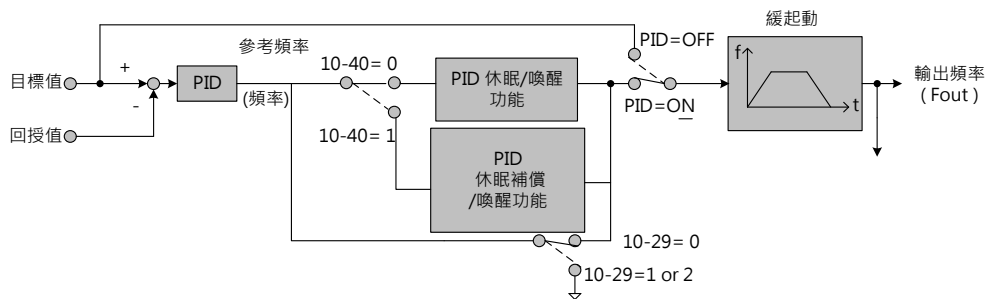 緩起動
PID=OFF
f
t
參考頻率
目標值
+
-
PID
(頻率)
10-40= 0
PID 休眠/喚醒
功能
PID=ON
輸出頻率
( Fout )
回授值
10-40= 1
PID
休眠補償
/喚醒功能
10-29= 0
10-29=1 or 2